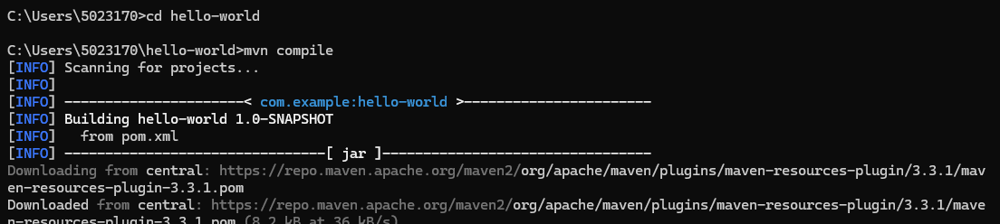 C:\Users\5023170>cd hello-world
C:\Users\5023170\hello-world>mvn compile
[INFO] Scanning for projects...
[INFO]
[INFO] ----------------------< com.example:hello-world >-----------------------
[INFO] Building hello-world 1.0-SNAPSHOT
[INFO]   from pom.xml
[INFO] --------------------------------[ jar ]---------------------------------
Downloading from central: https://repo.maven.apache.org/maven2/org/apache/maven/plugins/maven-resources-plugin/3.3.1/mav
en-resources-plugin-3.3.1.pom
Downloaded from central: https://repo.maven.apache.org/maven2/org/apache/maven/plugins/maven-resources-plugin/3.3.1/mave
n-resources-plugin-3.3.1.pom (8.2 kB at 36 kB/s)